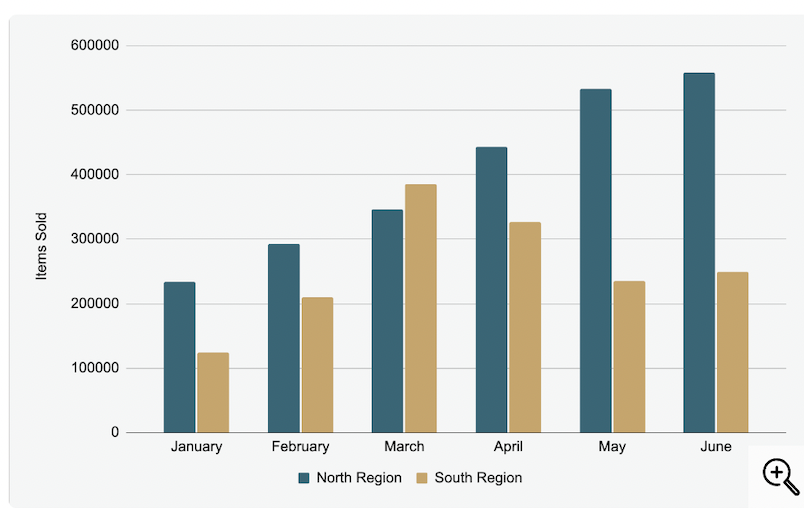 600000
500000
400000
300000
200000
100000
0
Items Sold
January February March April May June
North Region South Region